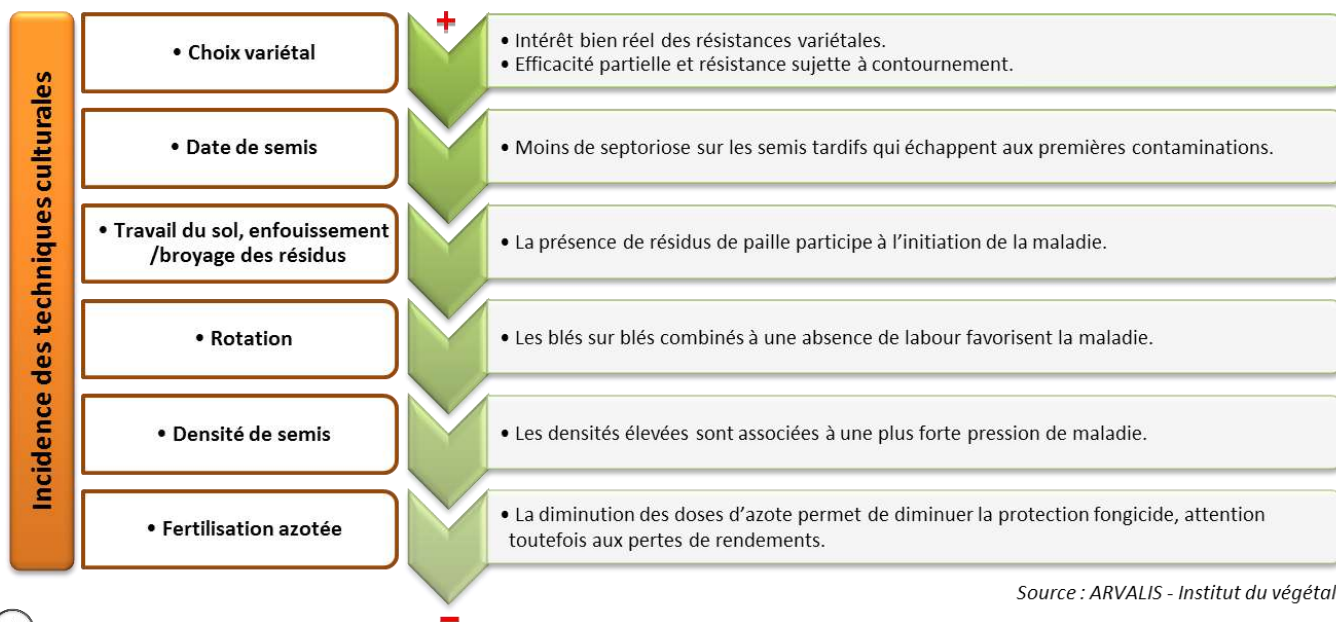 Incidence des techniques culturales
+
• Choix variétal
• Intérêt bien réel des résistances variétales.
• Efficacité partielle et résistance sujette à contournement.
• Date de semis
• Moins de septoriose sur les semis tardifs qui échappent aux premières contaminations.
• Travail du sol, enfouissement
/broyage des résidus
• La présence de résidus de paille participe à l'initiation de la maladie.
• Rotation
• Les blés sur blés combinés à une absence de labour favorisent la maladie.
• Densité de semis
• Les densités élevées sont associées à une plus forte pression de maladie.
• Fertilisation azotée
• La diminution des doses d'azote permet de diminuer la protection fongicide, attention
toutefois aux pertes de rendements.
Source : ARVALIS - Institut du végétal
-